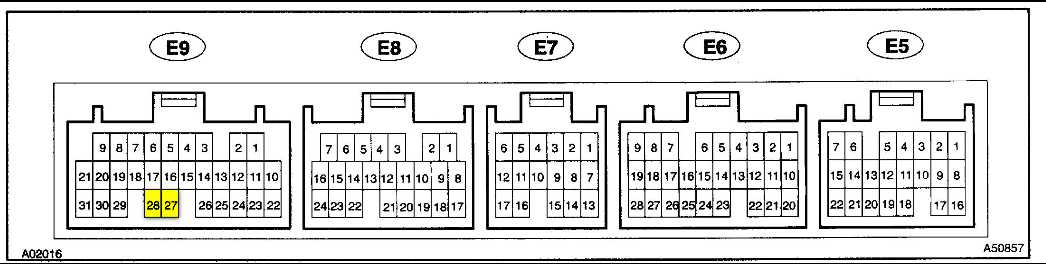 E9 E8 E7 E6 E5
9 8 7 6 5 4 3 2 1 7 6 5 4 3 2 1 6 5 4 3 2 1 9 8 7 6 5 4 3 2 1 7 6 5 4 3 2 1
21 20 19 18 17 16 15 14 13 12 11 10 16 15 14 13 12 11 10 9 8 12 11 10 9 8 7 19 18 17 16 15 14 13 12 11 10 15 14 13 12 11 10 9 8
31 30 29 28 27 26 25 24 23 22 24 23 22 21 20 19 18 17 17 16 15 14 13 28 27 26 25 24 23 22 21 20 22 21 20 19 18 17 16
A02016 A50857